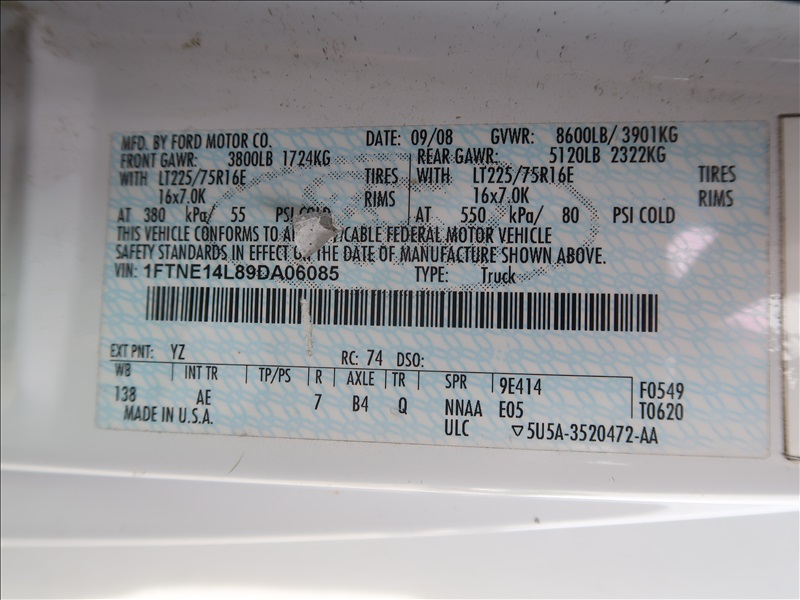 MFD. BY FORD MOTOR CO. DATE: 09/08 GVWR: 8600LB/ 3901KG
FRONT GAWR: 3800LB 1724KG REAR GAWR: 5120LB 2322KG
WITH LT225/75R16E TIRES WITH LT225/75R16E TIRES
16x7.0K RIMS 16x7.0K RIMS
AT 380 kPa/ 55 PSI COLD AT 550 kPa/ 80 PSI COLD
THIS VEHICLE CONFORMS TO FEDERAL MOTOR VEHICLE
SAFETY STANDARDS IN EFFECT ON THE DATE OF MANUFACTURE SHOWN ABOVE.
VIN: 1FTNE14L89DA06085 TYPE: Truck
EXT PNT: YZ RC: 74 DSO:
WB INT TR TP/PS R AXLE TR SPR 9E414 F0549
138 AE 7 B4 Q NNAA E05 T0620
MADE IN U.S.A. ULC ▽5U5A-3520472-AA